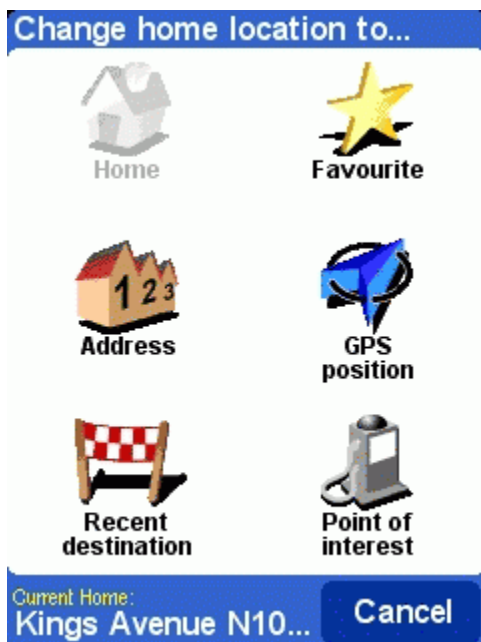 Change home location to...
Home
Favourite
1 2 3
Address
GPS
position
Recent
destination
Point of
interest
Current Home:
Kings Avenue N10...
Cancel